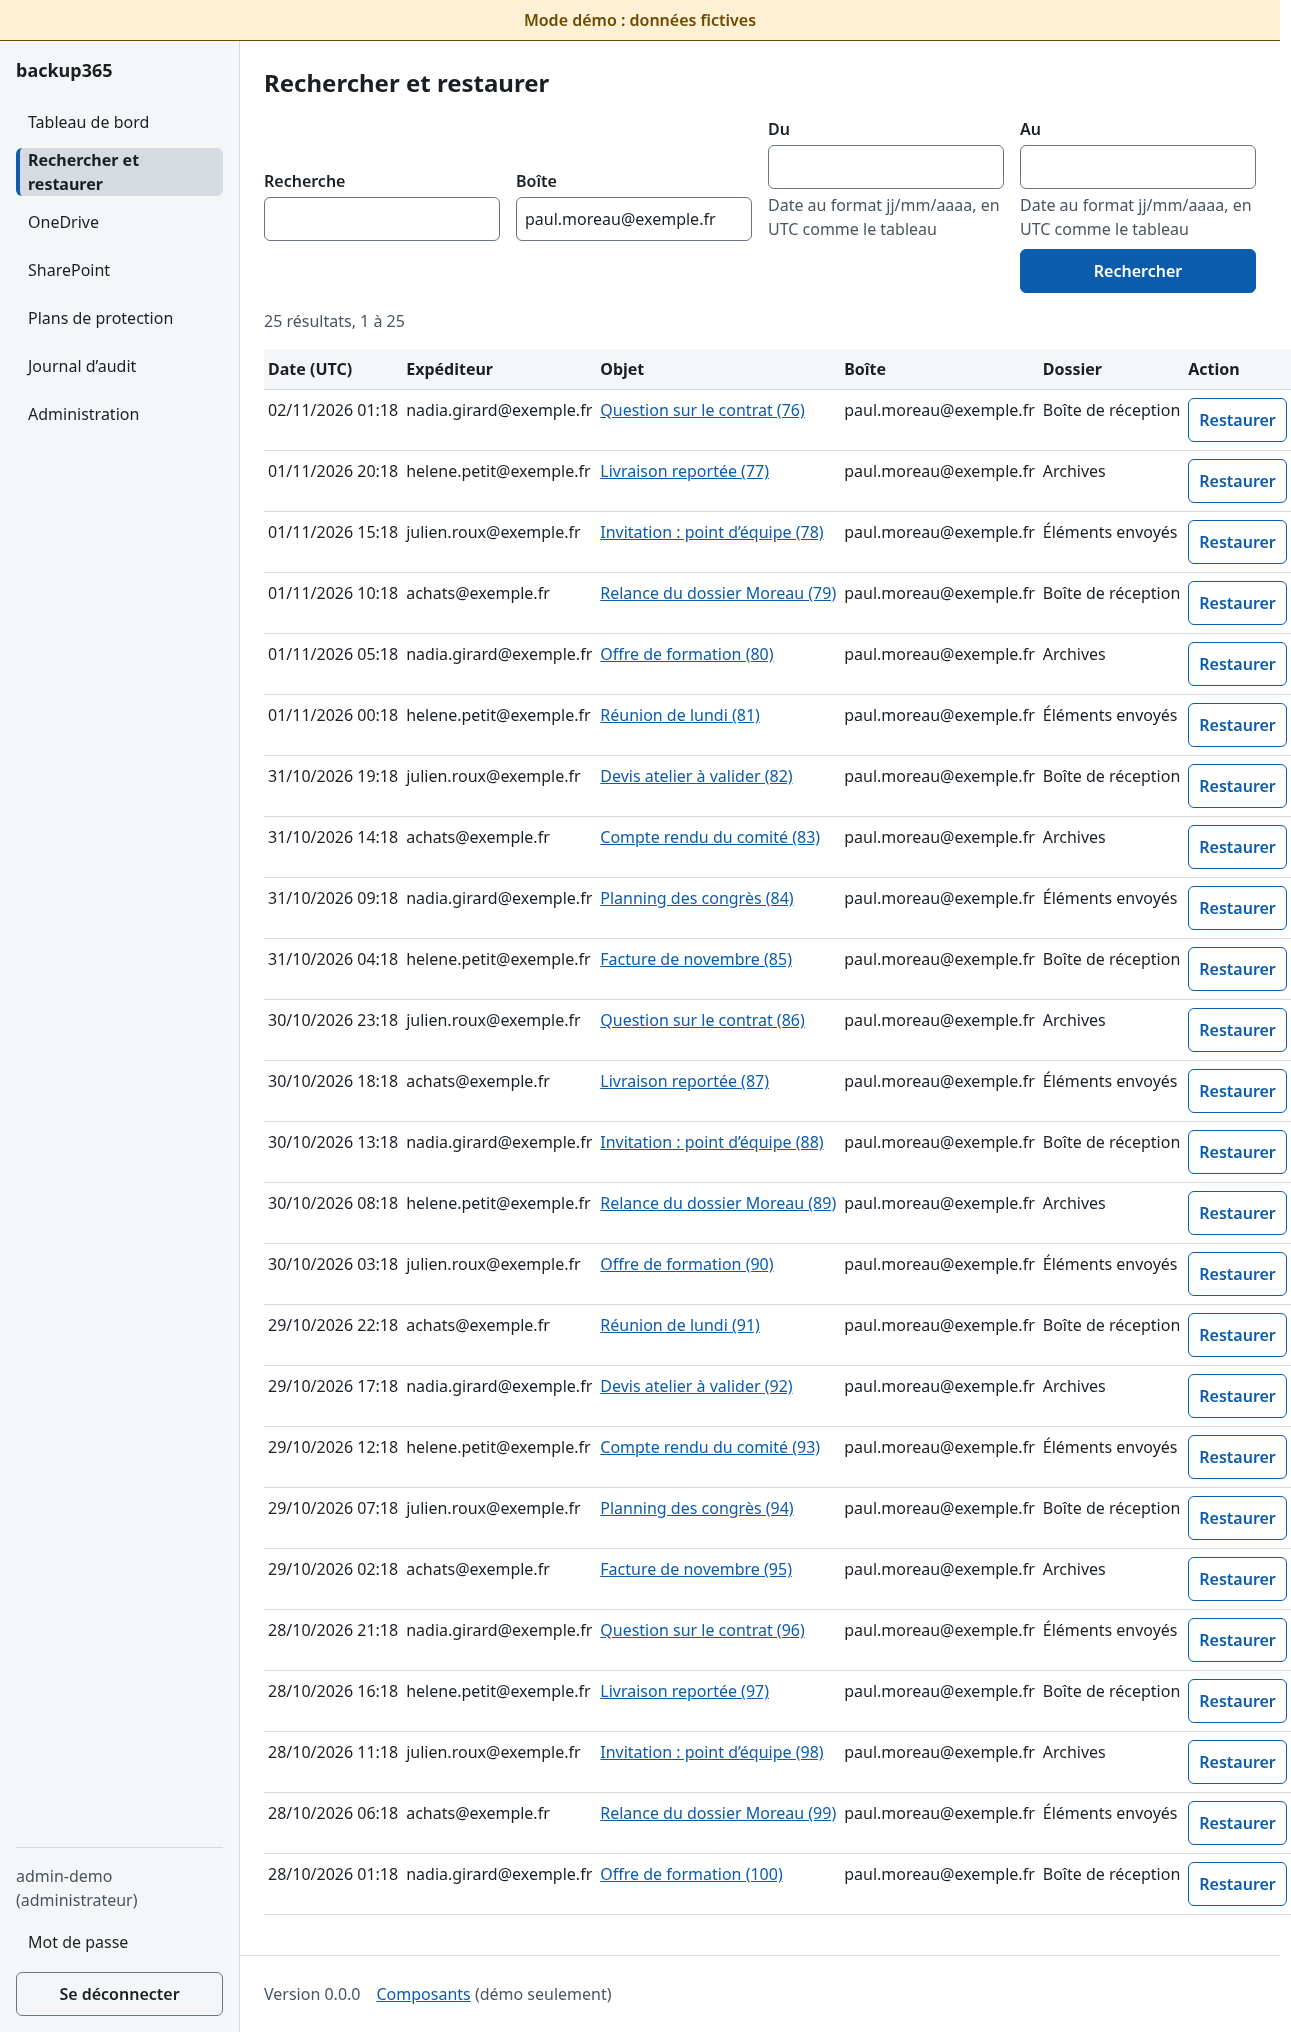 Mode démo : données fictives
backup365
Tableau de bord
Rechercher et
restaurer
OneDrive
SharePoint
Plans de protection
Journal d’audit
Administration
admin-demo
(administrateur)
Mot de passe
Se déconnecter
Rechercher et restaurer
Recherche
Boîte
paul.moreau@exemple.fr
Du
Date au format jj/mm/aaaa, en
UTC comme le tableau
Au
Date au format jj/mm/aaaa, en
UTC comme le tableau
Rechercher
25 résultats, 1 à 25
Date (UTC) Expéditeur Objet Boîte Dossier Action
02/11/2026 01:18 nadia.girard@exemple.fr Question sur le contrat (76) paul.moreau@exemple.fr Boîte de réception Restaurer
01/11/2026 20:18 helene.petit@exemple.fr Livraison reportée (77) paul.moreau@exemple.fr Archives Restaurer
01/11/2026 15:18 julien.roux@exemple.fr Invitation : point d’équipe (78) paul.moreau@exemple.fr Éléments envoyés Restaurer
01/11/2026 10:18 achats@exemple.fr Relance du dossier Moreau (79) paul.moreau@exemple.fr Boîte de réception Restaurer
01/11/2026 05:18 nadia.girard@exemple.fr Offre de formation (80) paul.moreau@exemple.fr Archives Restaurer
01/11/2026 00:18 helene.petit@exemple.fr Réunion de lundi (81) paul.moreau@exemple.fr Éléments envoyés Restaurer
31/10/2026 19:18 julien.roux@exemple.fr Devis atelier à valider (82) paul.moreau@exemple.fr Boîte de réception Restaurer
31/10/2026 14:18 achats@exemple.fr Compte rendu du comité (83) paul.moreau@exemple.fr Archives Restaurer
31/10/2026 09:18 nadia.girard@exemple.fr Planning des congrès (84) paul.moreau@exemple.fr Éléments envoyés Restaurer
31/10/2026 04:18 helene.petit@exemple.fr Facture de novembre (85) paul.moreau@exemple.fr Boîte de réception Restaurer
30/10/2026 23:18 julien.roux@exemple.fr Question sur le contrat (86) paul.moreau@exemple.fr Archives Restaurer
30/10/2026 18:18 achats@exemple.fr Livraison reportée (87) paul.moreau@exemple.fr Éléments envoyés Restaurer
30/10/2026 13:18 nadia.girard@exemple.fr Invitation : point d’équipe (88) paul.moreau@exemple.fr Boîte de réception Restaurer
30/10/2026 08:18 helene.petit@exemple.fr Relance du dossier Moreau (89) paul.moreau@exemple.fr Archives Restaurer
30/10/2026 03:18 julien.roux@exemple.fr Offre de formation (90) paul.moreau@exemple.fr Éléments envoyés Restaurer
29/10/2026 22:18 achats@exemple.fr Réunion de lundi (91) paul.moreau@exemple.fr Boîte de réception Restaurer
29/10/2026 17:18 nadia.girard@exemple.fr Devis atelier à valider (92) paul.moreau@exemple.fr Archives Restaurer
29/10/2026 12:18 helene.petit@exemple.fr Compte rendu du comité (93) paul.moreau@exemple.fr Éléments envoyés Restaurer
29/10/2026 07:18 julien.roux@exemple.fr Planning des congrès (94) paul.moreau@exemple.fr Boîte de réception Restaurer
29/10/2026 02:18 achats@exemple.fr Facture de novembre (95) paul.moreau@exemple.fr Archives Restaurer
28/10/2026 21:18 nadia.girard@exemple.fr Question sur le contrat (96) paul.moreau@exemple.fr Éléments envoyés Restaurer
28/10/2026 16:18 helene.petit@exemple.fr Livraison reportée (97) paul.moreau@exemple.fr Boîte de réception Restaurer
28/10/2026 11:18 julien.roux@exemple.fr Invitation : point d’équipe (98) paul.moreau@exemple.fr Archives Restaurer
28/10/2026 06:18 achats@exemple.fr Relance du dossier Moreau (99) paul.moreau@exemple.fr Éléments envoyés Restaurer
28/10/2026 01:18 nadia.girard@exemple.fr Offre de formation (100) paul.moreau@exemple.fr Boîte de réception Restaurer
Version 0.0.0 Composants (démo seulement)